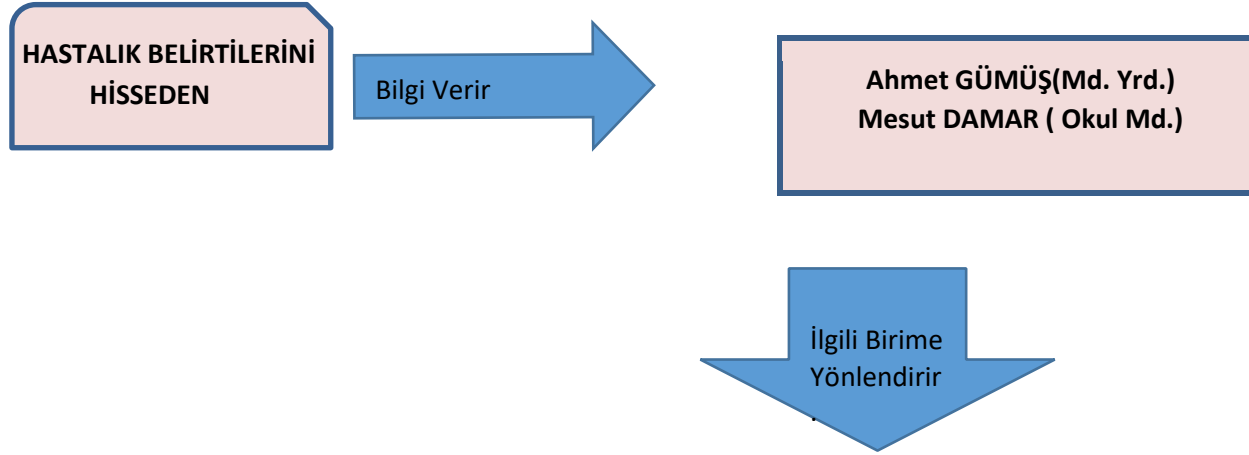 HASTALIK BELİRTİLERİNİ
HİSSEDEN
Bilgi Verir
Ahmet GÜMÜŞ(Md. Yrd.)
Mesut DAMAR ( Okul Md.)
İlgili Birime
Yönlendirir
.